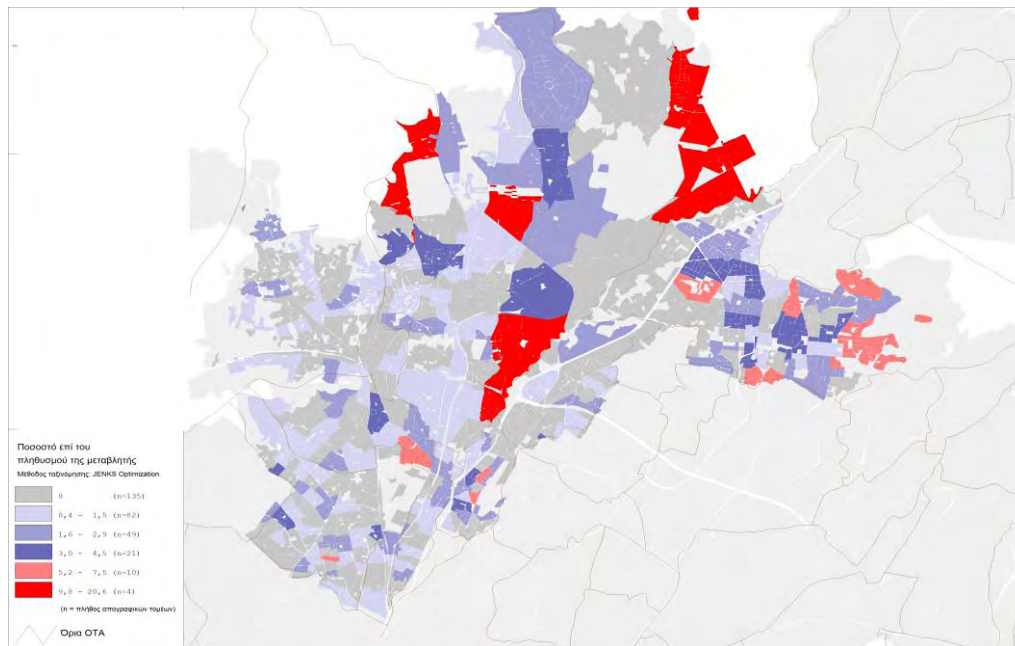 Ποσοστό επί του
πληθυσμού της μεταβλητής
Μέθοδος ταξινόμησης: JENKS Optimization
0 (n=135)
0,4 - 1,5 (n=82)
1,6 - 2,9 (n=49)
3,0 - 4,5 (n=21)
5,2 - 7,5 (n=10)
9,8 - 20,6 (n=4)
(n = πλήθος απογραφικών τομέων)
Όρια ΟΤΑ